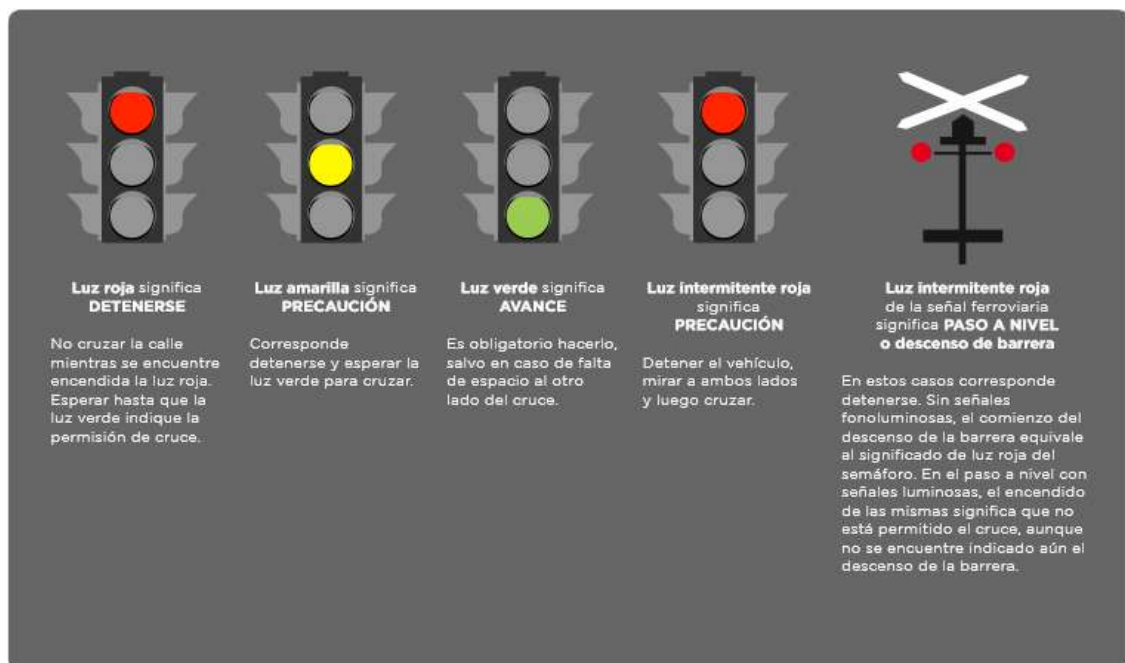 Luz roja significa
DETENERSE
No cruzar la calle
mientras se encuentre
encendida la luz roja.
Esperar hasta que la
luz verde indique la
permisión de cruce.
Luz amarilla significa
PRECAUCIÓN
Corresponde
detenerse y esperar la
luz verde para cruzar.
Luz verde significa
AVANCE
Es obligatorio hacerlo,
salvo en caso de falta
de espacio al otro
lado del cruce.
Luz intermitente roja
significa
PRECAUCIÓN
Detener el vehículo,
mirar a ambos lados
y luego cruzar.
Luz intermitente roja
de la señal ferroviaria
significa PASO A NIVEL
o descenso de barrera
En estos casos corresponde
detenerse. Sin señales
fonoluminosas, el comienzo del
descenso de la barrera equivale
al significado de luz roja del
semáforo. En el paso a nivel con
señales luminosas, el encendido
de las mismas significa que no
está permitido el cruce, aunque
no se encuentre indicado aún el
descenso de la barrera.